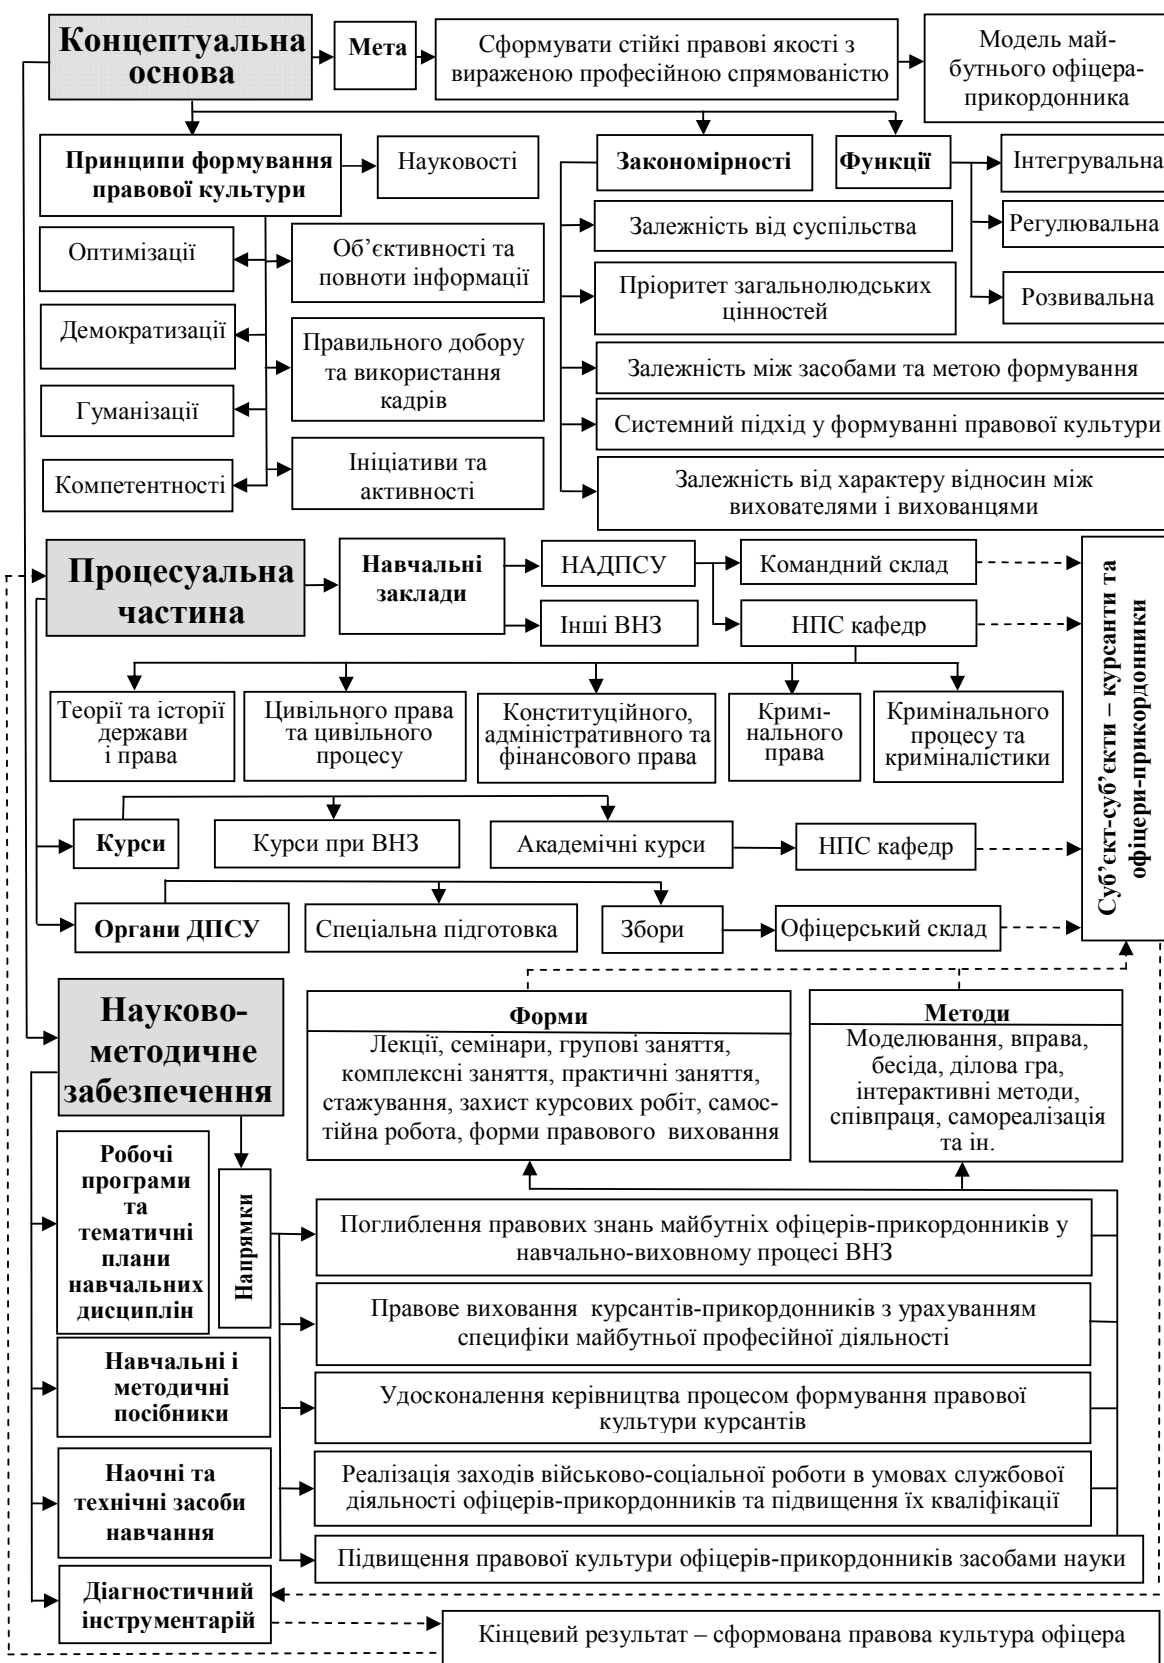 Концептуальна
основа
Мета
Сформувати стійкі правові якості з
вираженою професійною спрямованістю
Модель май-
бутнього офіцера-
прикордонника
Принципи формування
правової культури
Науковості
Закономірності
Функції
Інтегрувальна
Оптимізації
Об’єктивності та
повноти інформації
Залежність від суспільства
Регулювальна
Пріоритет загальнолюдських
цінностей
Розвивальна
Демократизації
Правильного добору
та використання
кадрів
Залежність між засобами та метою формування
Гуманізації
Системний підхід у формуванні правової культури
Компетентності
Ініціативи та
активності
Залежність від характеру відносин між
вихователями і вихованцями
Процесуальна
частина
Навчальні
заклади
НАДПСУ
Командний склад
Інші ВНЗ
НПС кафедр
Суб’єкт-суб’єкти – курсанти та
офіцери-прикордонники
Теорії та історії
держави
і права
Цивільного права
та цивільного
процесу
Конституційного,
адміністративного та
фінансового права
Кримі-
нального
права
Кримінального
процесу та
криміналістики
Курси
Курси при ВНЗ
Академічні курси
НПС кафедр
Органи ДПСУ
Спеціальна підготовка
Збори
Офіцерський склад
Науково-
методичне
забезпечення
Форми
Лекції, семінари, групові заняття,
комплексні заняття, практичні заняття,
стажування, захист курсових робіт, самос-
тійна робота, форми правового виховання
Методи
Моделювання, вправа,
бесіда, ділова гра,
інтерактивні методи,
співпраця, самореалізація
та ін.
Робочі
програми
та
тематичні
плани
навчальних
дисциплін
Напрямки
Поглиблення правових знань майбутніх офіцерів-прикордонників у
навчально-виховному процесі ВНЗ
Правове виховання курсантів-прикордонників з урахуванням
специфіки майбутньої професійної діяльності
Навчальні і
методичні
посібники
Удосконалення керівництва процесом формування правової
культури курсантів
Наочні та
технічні засоби
навчання
Реалізація заходів військово-соціальної роботи в умовах службової
діяльності офіцерів-прикордонників та підвищення їх кваліфікації
Підвищення правової культури офіцерів-прикордонників засобами науки
Діагностичний
інструментарій
Кінцевий результат – сформована правова культура офіцера